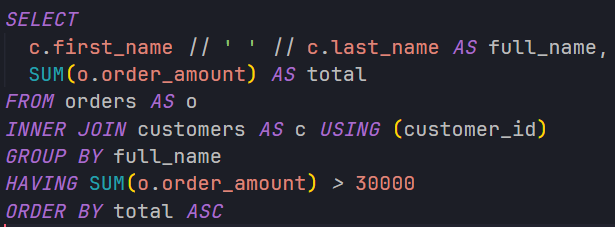 SELECT
c.first_name || ' ' || c.last_name AS full_name,
SUM(o.order_amount) AS total
FROM orders AS o
INNER JOIN customers AS c USING (customer_id)
GROUP BY full_name
HAVING SUM(o.order_amount) > 30000
ORDER BY total ASC